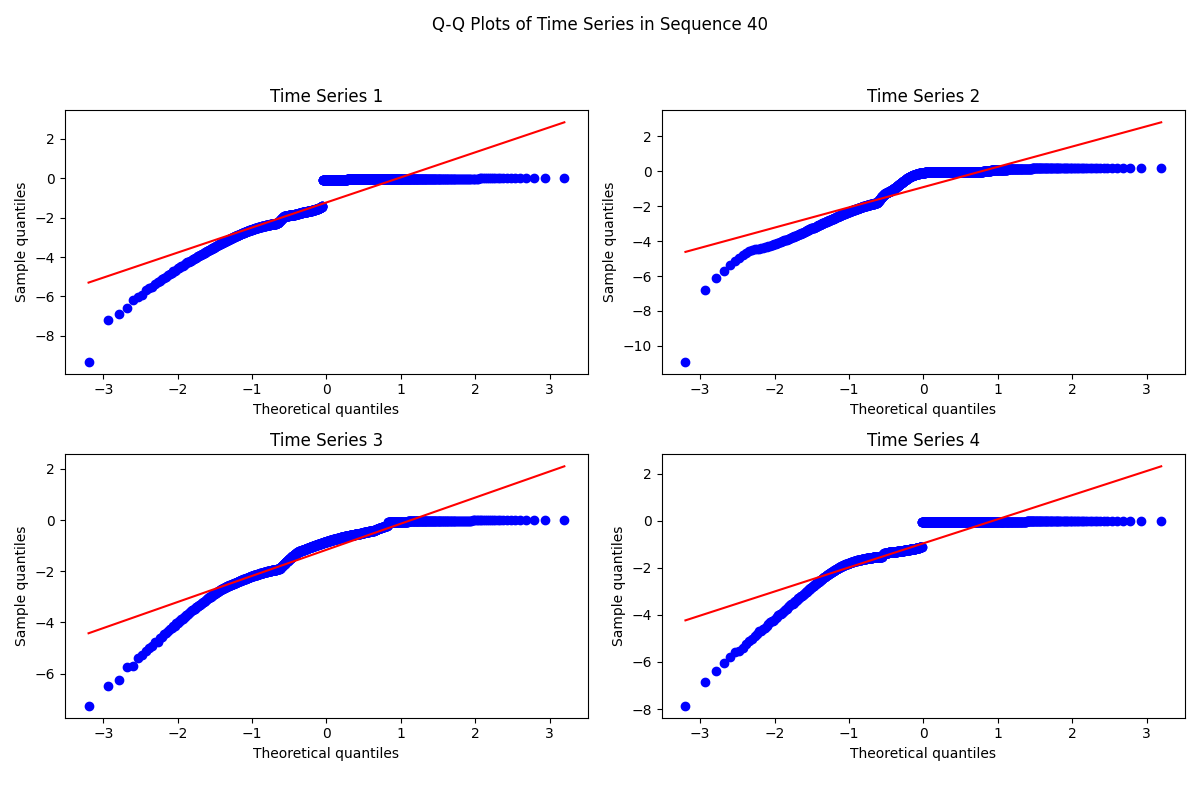 Q-Q Plots of Time Series in Sequence 40
Time Series 1
Sample quantiles
2
0
−2
−4
−6
−8
−3 −2 −1 0 1 2 3
Theoretical quantiles
Time Series 2
Sample quantiles
2
0
−2
−4
−6
−8
−10
−3 −2 −1 0 1 2 3
Theoretical quantiles
Time Series 3
Sample quantiles
2
0
−2
−4
−6
−3 −2 −1 0 1 2 3
Theoretical quantiles
Time Series 4
Sample quantiles
2
0
−2
−4
−6
−8
−3 −2 −1 0 1 2 3
Theoretical quantiles